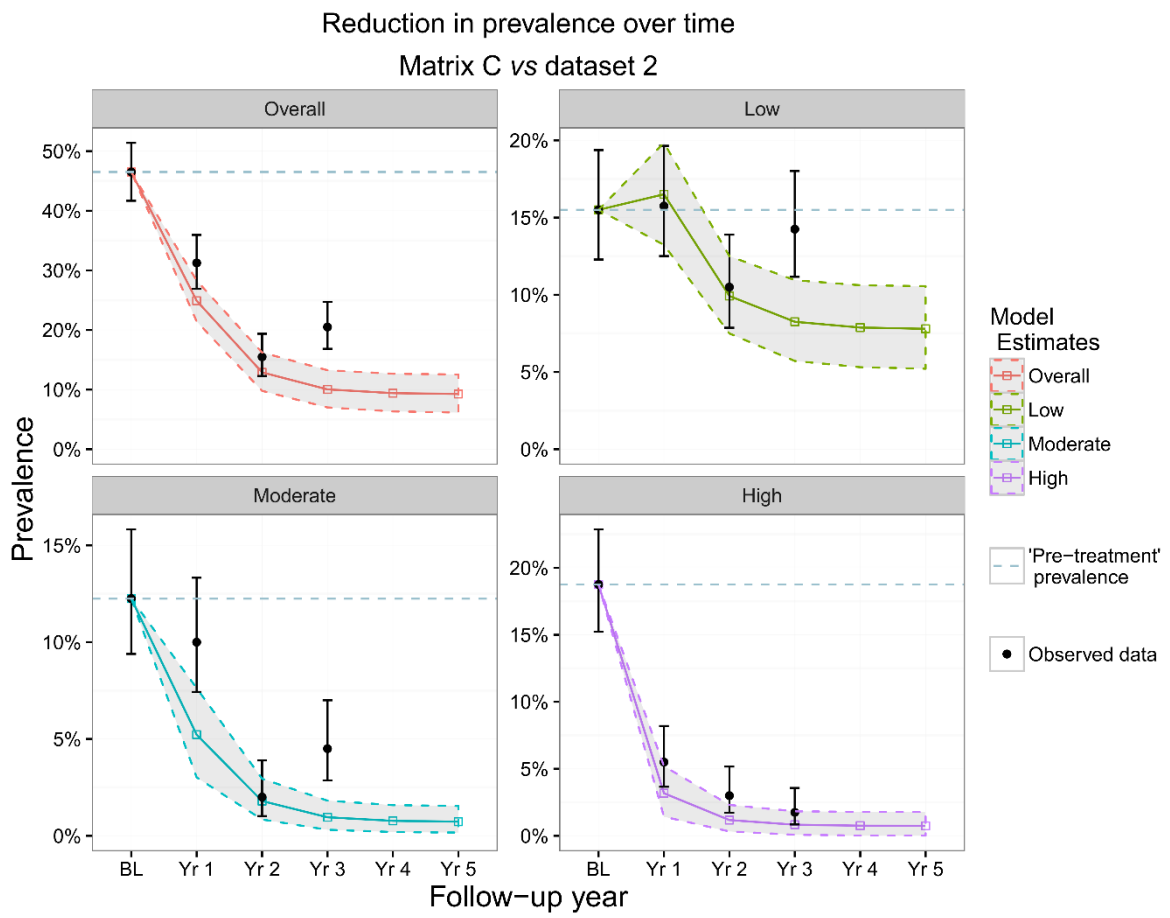 Reduction in prevalence over time
Matrix C vs dataset 2
Overall
Low
50%
40%
30%
20%
10%
0%
20%
15%
10%
5%
0%
Moderate
High
15%
10%
5%
0%
20%
15%
10%
5%
0%
BL Yr 1 Yr 2 Yr 3 Yr 4 Yr 5
BL Yr 1 Yr 2 Yr 3 Yr 4 Yr 5
Prevalence
Follow−up year
Model
Estimates
Overall
Low
Moderate
High
'Pre−treatment'
prevalence
Observed data